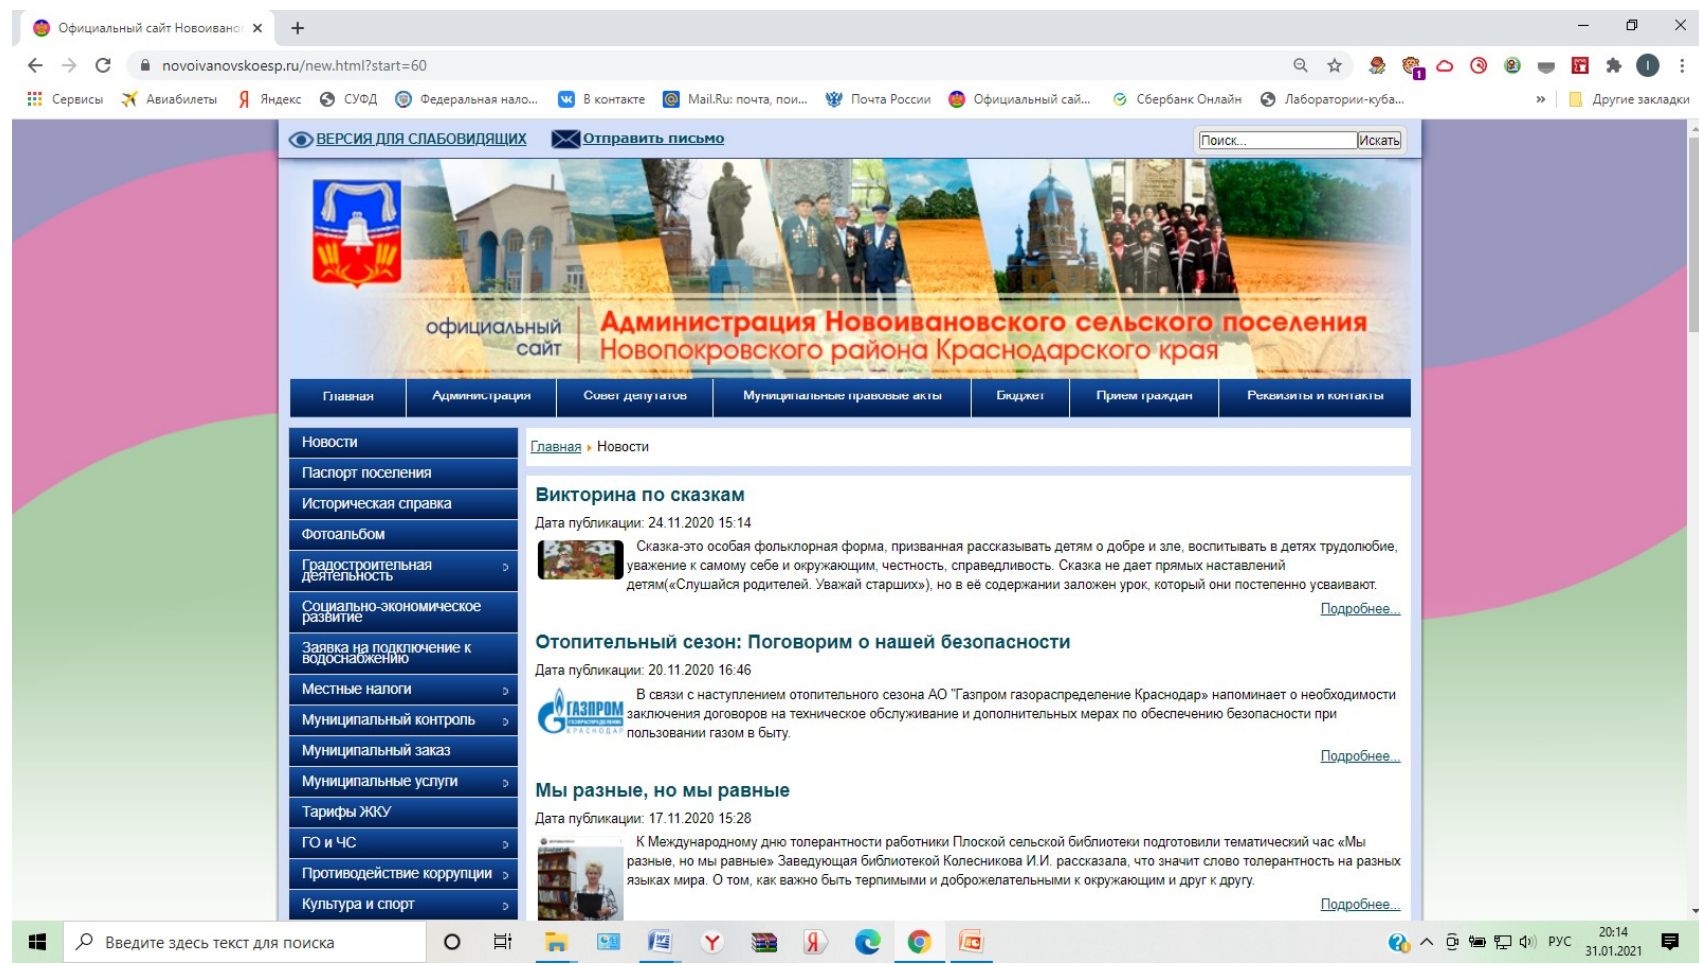 Официальный сайт Новоивано
novoivanovskoesp.ru/new.html?start=60
Сервисы Авиабилеты Яндекс СУФД Федеральная нало... В контакте Mail.Ru: почта, пои... Почта России Официальный сай... Сбербанк Онлайн Лаборатории-куба... » Другие закладки
ВЕРСИЯ ДЛЯ СЛАБОВИДЯЩИХ Отправить письмо Поиск... Искать
официальный сайт
Администрация Новоивановского сельского поселения
Новопокровского района Краснодарского края
Главная Администрация Совет депутатов Муниципальные правовые акты Бюджет Прием граждан Реквизиты и контакты
Новости
Паспорт поселения
Историческая справка
Фотоальбом
Градостроительная
деятельность
Социально-экономическое
развитие
Заявка на подключение к
водоснабжению
Местные налоги
Муниципальный контроль
Муниципальный заказ
Муниципальные услуги
Тарифы ЖКУ
ГО и ЧС
Противодействие коррупции
Культура и спорт
Главная Новости
Викторина по сказкам
Дата публикации: 24.11.2020 15:14
Сказка-это особая фольклорная форма, призванная рассказывать детям о добре и зле, воспитывать в детях трудолюбие,
уважение к самому себе и окружающим, честность, справедливость. Сказка не дает прямых наставлений
детям(«Слушайся родителей. Уважай старших»), но в её содержании заложен урок, который они постепенно усваивают.
Подробнее...
Отопительный сезон: Поговорим о нашей безопасности
Дата публикации: 20.11.2020 16:46
ГАЗПРОМ
КРАСНОДАР
В связи с наступлением отопительного сезона АО "Газпром газораспределение Краснодар» напоминает о необходимости
заключения договоров на техническое обслуживание и дополнительных мерах по обеспечению безопасности при
пользовании газом в быту.
Подробнее...
Мы разные, но мы равные
Дата публикации: 17.11.2020 15:28
К Международному дню толерантности работники Плоской сельской библиотеки подготовили тематический час «Мы
разные, но мы равные» Заведующая библиотекой Колесникова И.И. рассказала, что значит слово толерантность на разных
языках мира. О том, как важно быть терпимыми и доброжелательными к окружающим и друг к другу.
Подробнее...
Введите здесь текст для поиска
РУС
20:14
31.01.2021